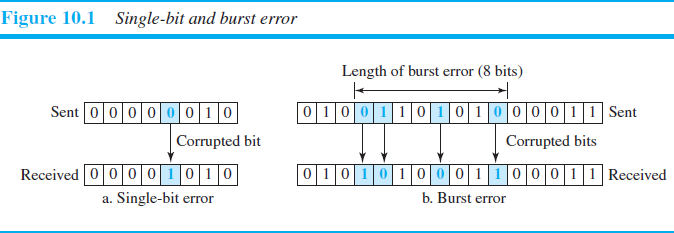 Figure 10.1 Single-bit and burst error
Length of burst error (8 bits)
Sent 0 0 0 0 0 0 1 0
0 1 0 0 1 1 0 1 0 1 0 0 0 0 1 1 Sent
Corrupted bit
Corrupted bits
Received 0 0 0 0 1 0 1 0
0 1 0 1 0 1 0 0 0 1 1 0 0 0 1 1 Received
a. Single-bit error
b. Burst error